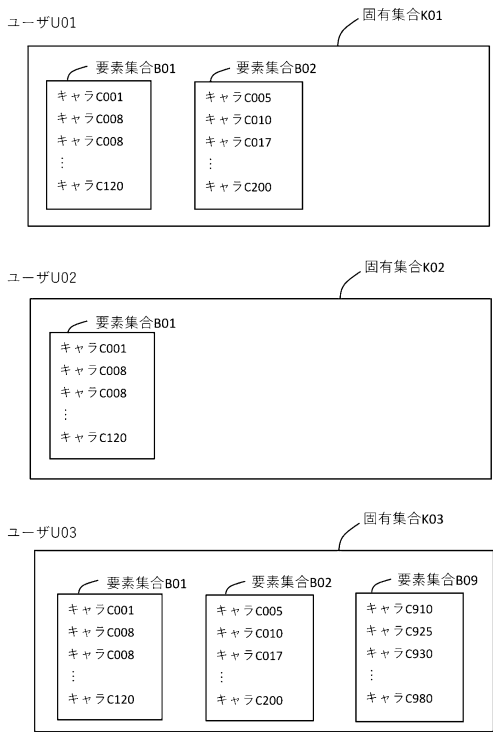 ユーザU01
固有集合K01
要素集合B01
キャラC001
キャラC008
キャラC008
⋮
キャラC120
要素集合B02
キャラC005
キャラC010
キャラC017
⋮
キャラC200
ユーザU02
固有集合K02
要素集合B01
キャラC001
キャラC008
キャラC008
⋮
キャラC120
ユーザU03
固有集合K03
要素集合B01
キャラC001
キャラC008
キャラC008
⋮
キャラC120
要素集合B02
キャラC005
キャラC010
キャラC017
⋮
キャラC200
要素集合B09
キャラC910
キャラC925
キャラC930
⋮
キャラC980